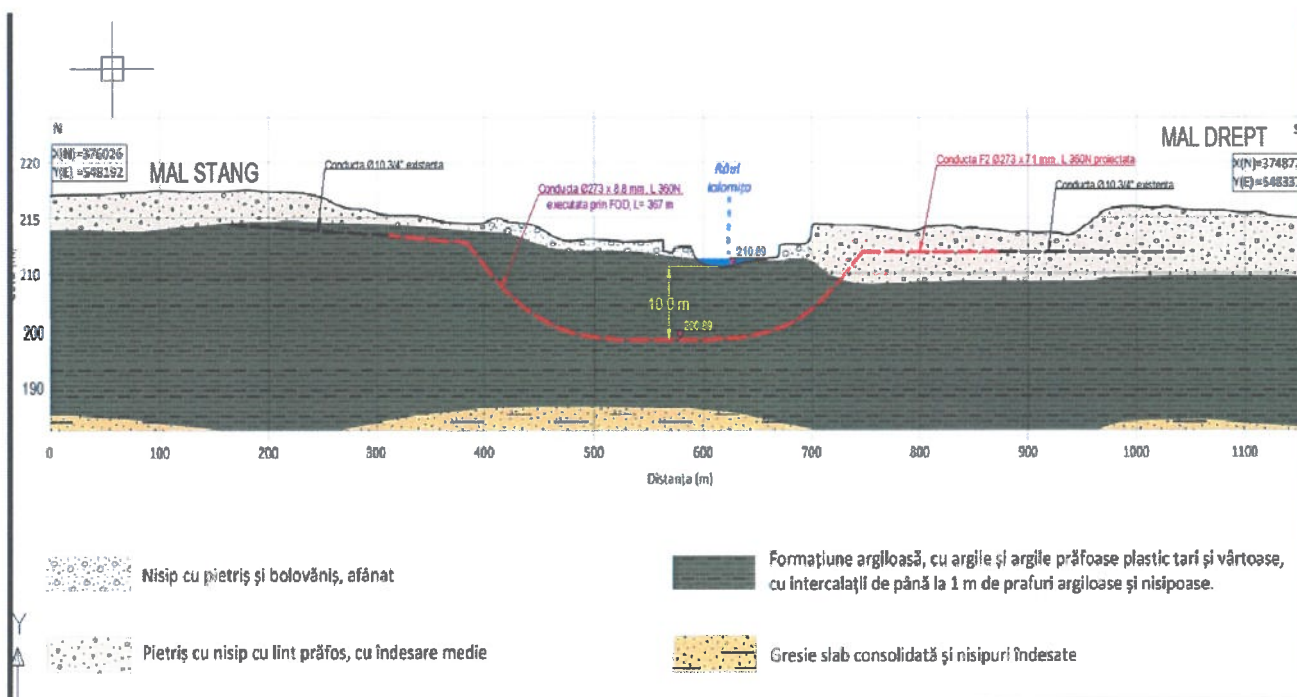 N
X(N)=376026
Y(E)=548192
MAL STANG
Conducta Ø10 3/4" existenta
Conducta Ø273 x 8.8 mm, L 360N
executata prin FOD, L= 367 m
Râul
Ialomița
Conducta F2 Ø273 x 7.1 mm, L 360N proiectata
MAL DREPT
S
X(N)=37487
Y(E)=54833
Conducta Ø10 3/4" existenta
220
215
210
200
190
210.89
10.0 m
200.89
0 100 200 300 400 500 600 700 800 900 1000 1100
Distanța (m)
Nisip cu pietriș și bolovăniș, afânat
Pietriș cu nisip cu lint prăfos, cu îndesare medie
Formațiune argiloasă, cu argile și argile prăfoase plastic tari și vârtoase,
cu intercalații de până la 1 m de prafuri argiloase și nisipoase.
Gresie slab consolidată și nisipuri îndesate
Y